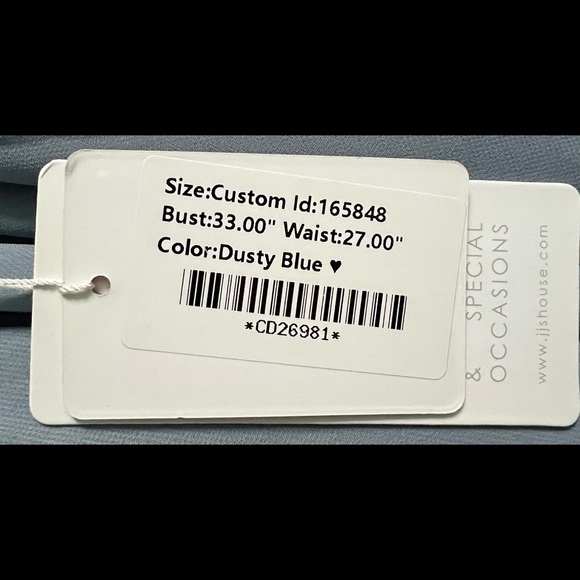 Size:Custom Id:165848
Bust:33.00" Waist:27.00"
Color:Dusty Blue ♥
*CD26981*
& SPECIAL
OCCASIONS
www.jjshouse.com